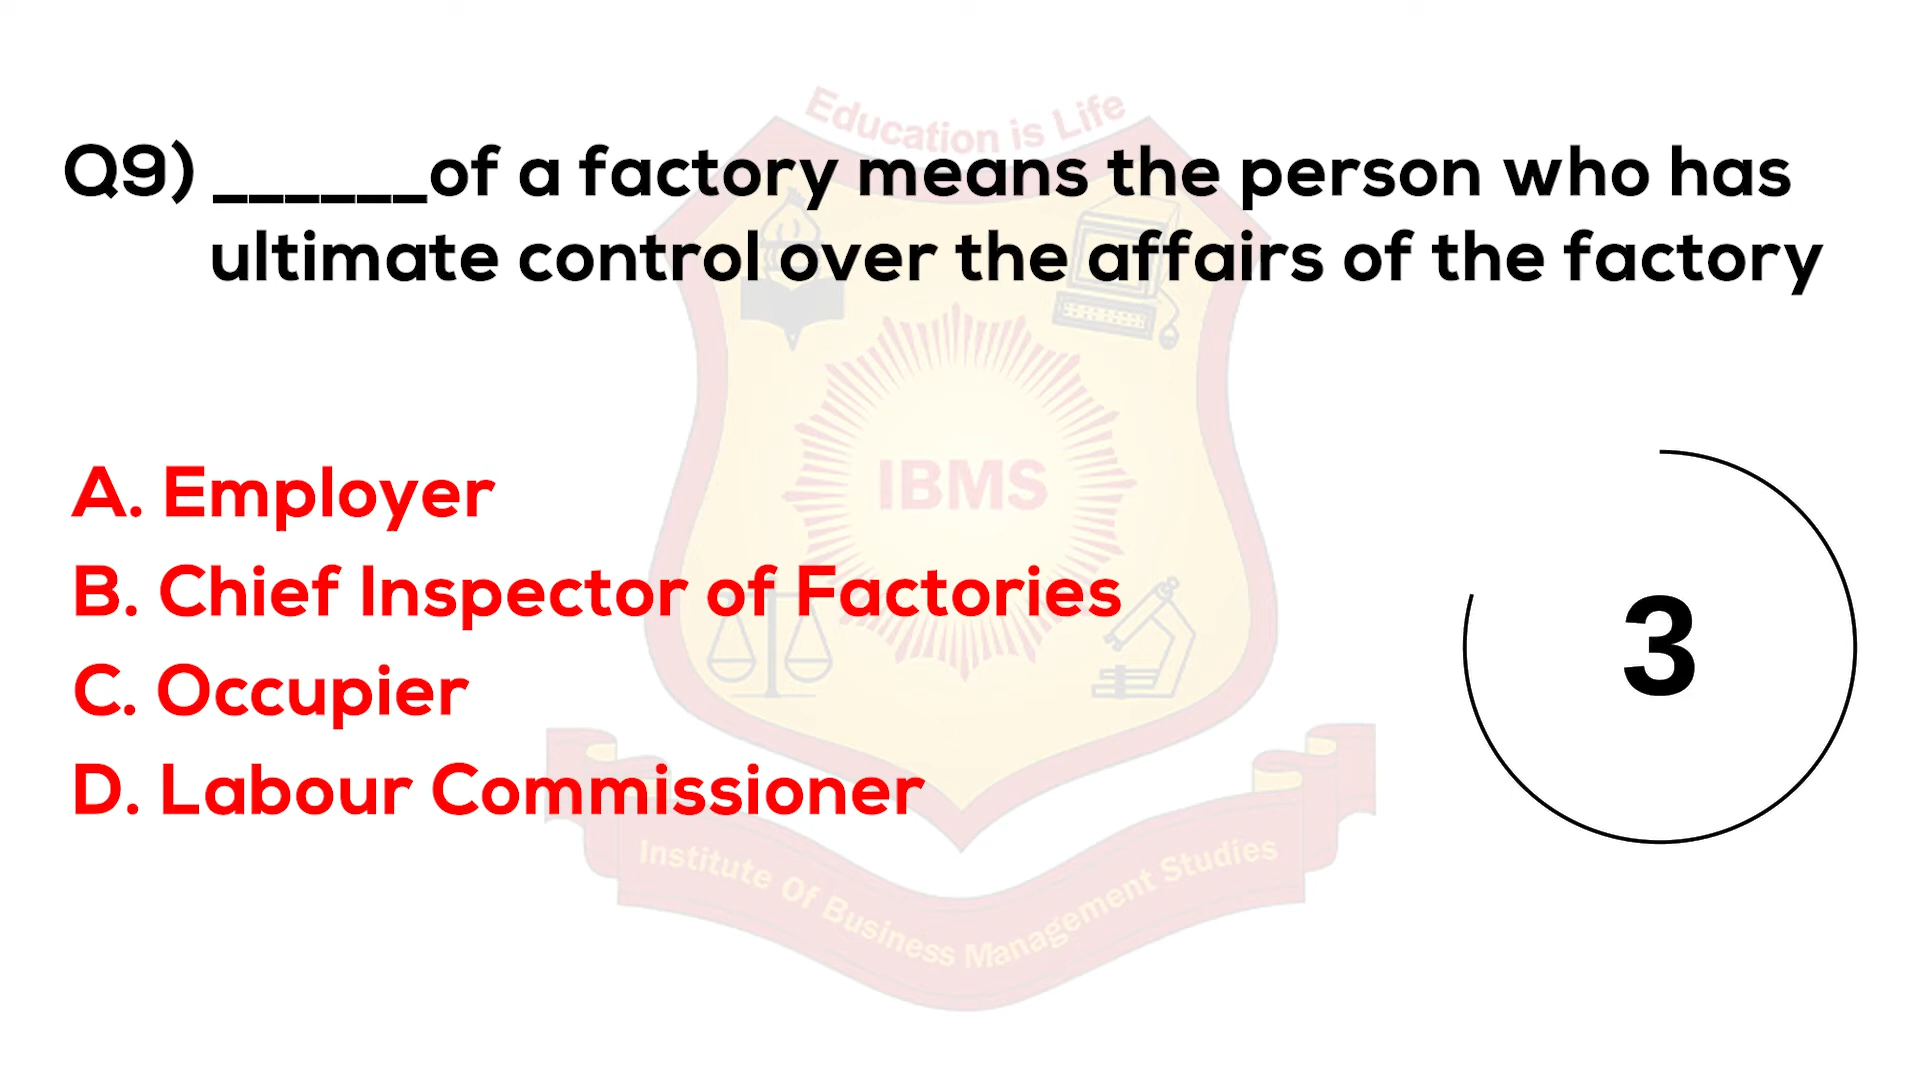 Education is Life
Q9) ______of a factory means the person who has
ultimate control over the affairs of the factory
IBMS
A. Employer
B. Chief Inspector of Factories
C. Occupier
D. Labour Commissioner
3
Institute Of Business Management Studies